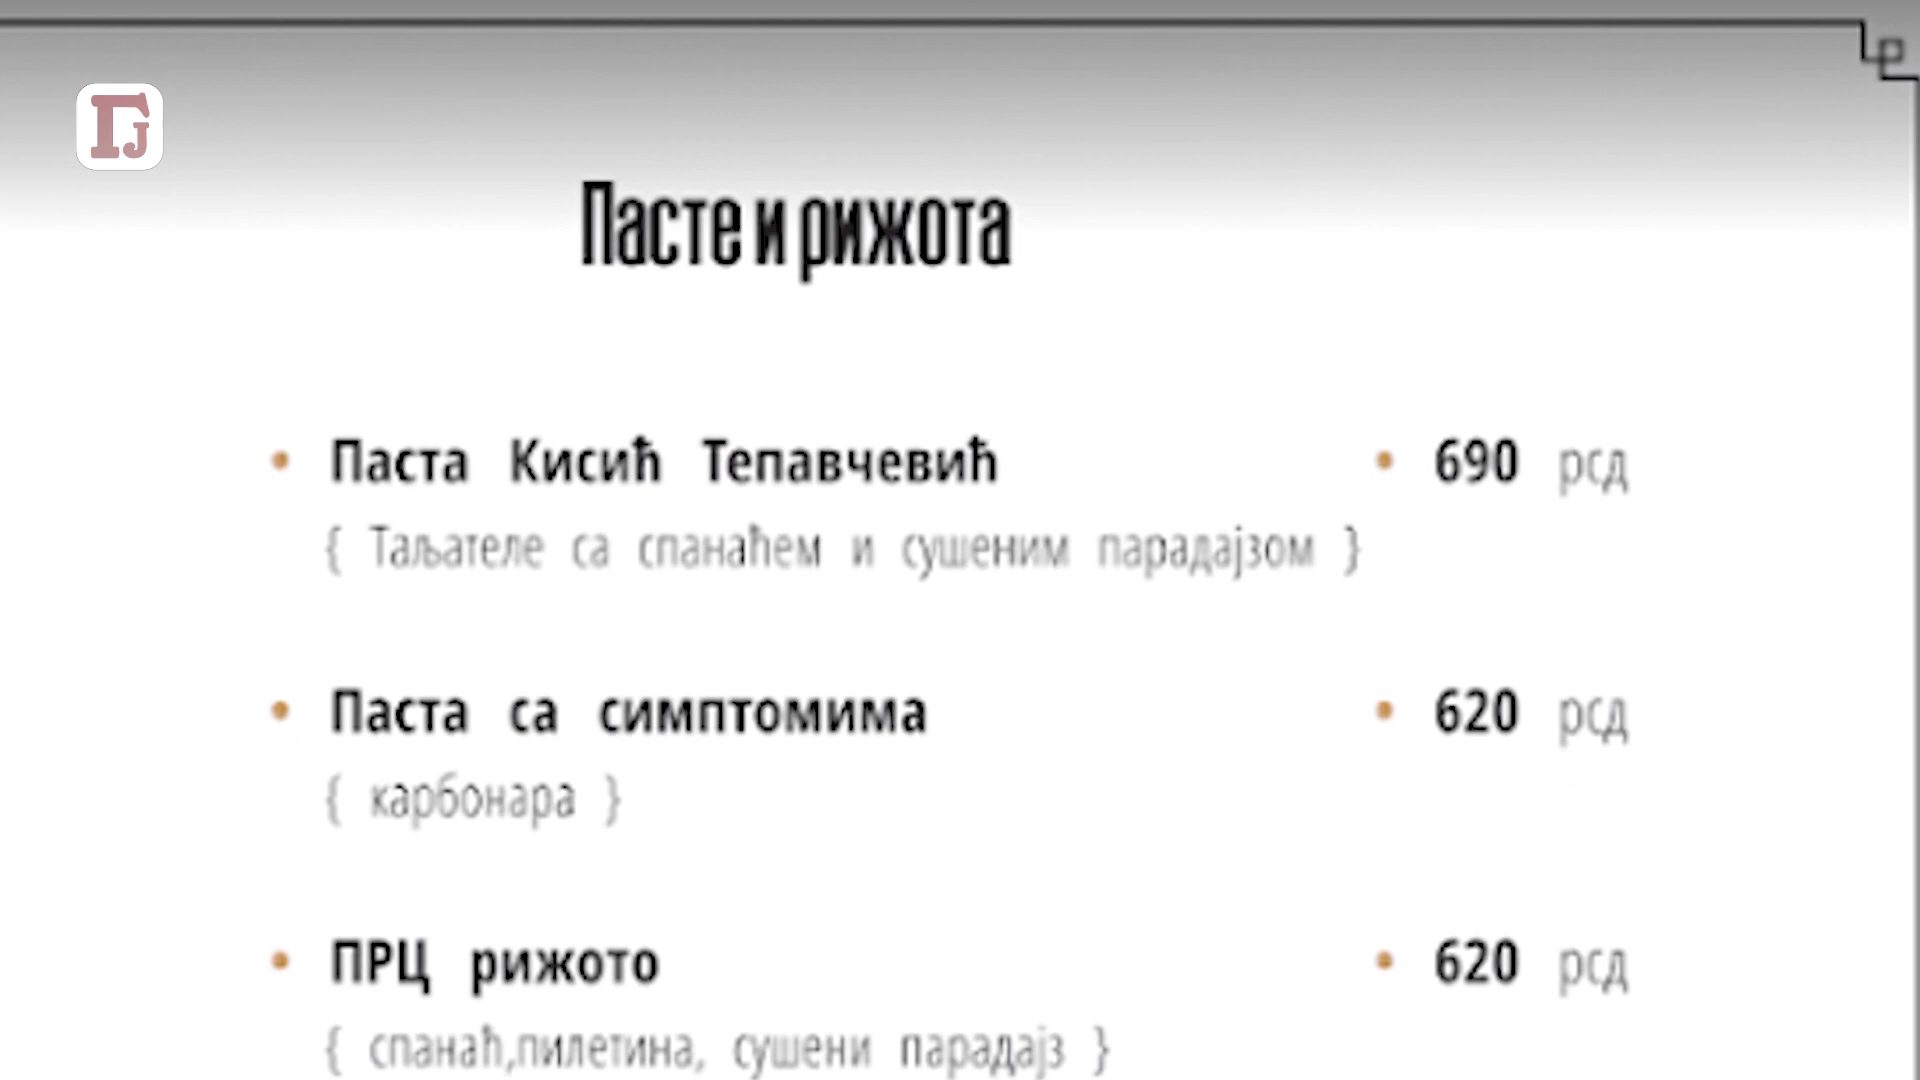 ГЈ
Пасте и рижота
• Паста Кисић Тепавчевић • 690 рсд
{ Таљателе са спанаћем и сушеним парадајзом }
• Паста са симптомима • 620 рсд
{ карбонара }
• ПРЦ рижото • 620 рсд
{ спанаћ,пилетина, сушени парадајз }